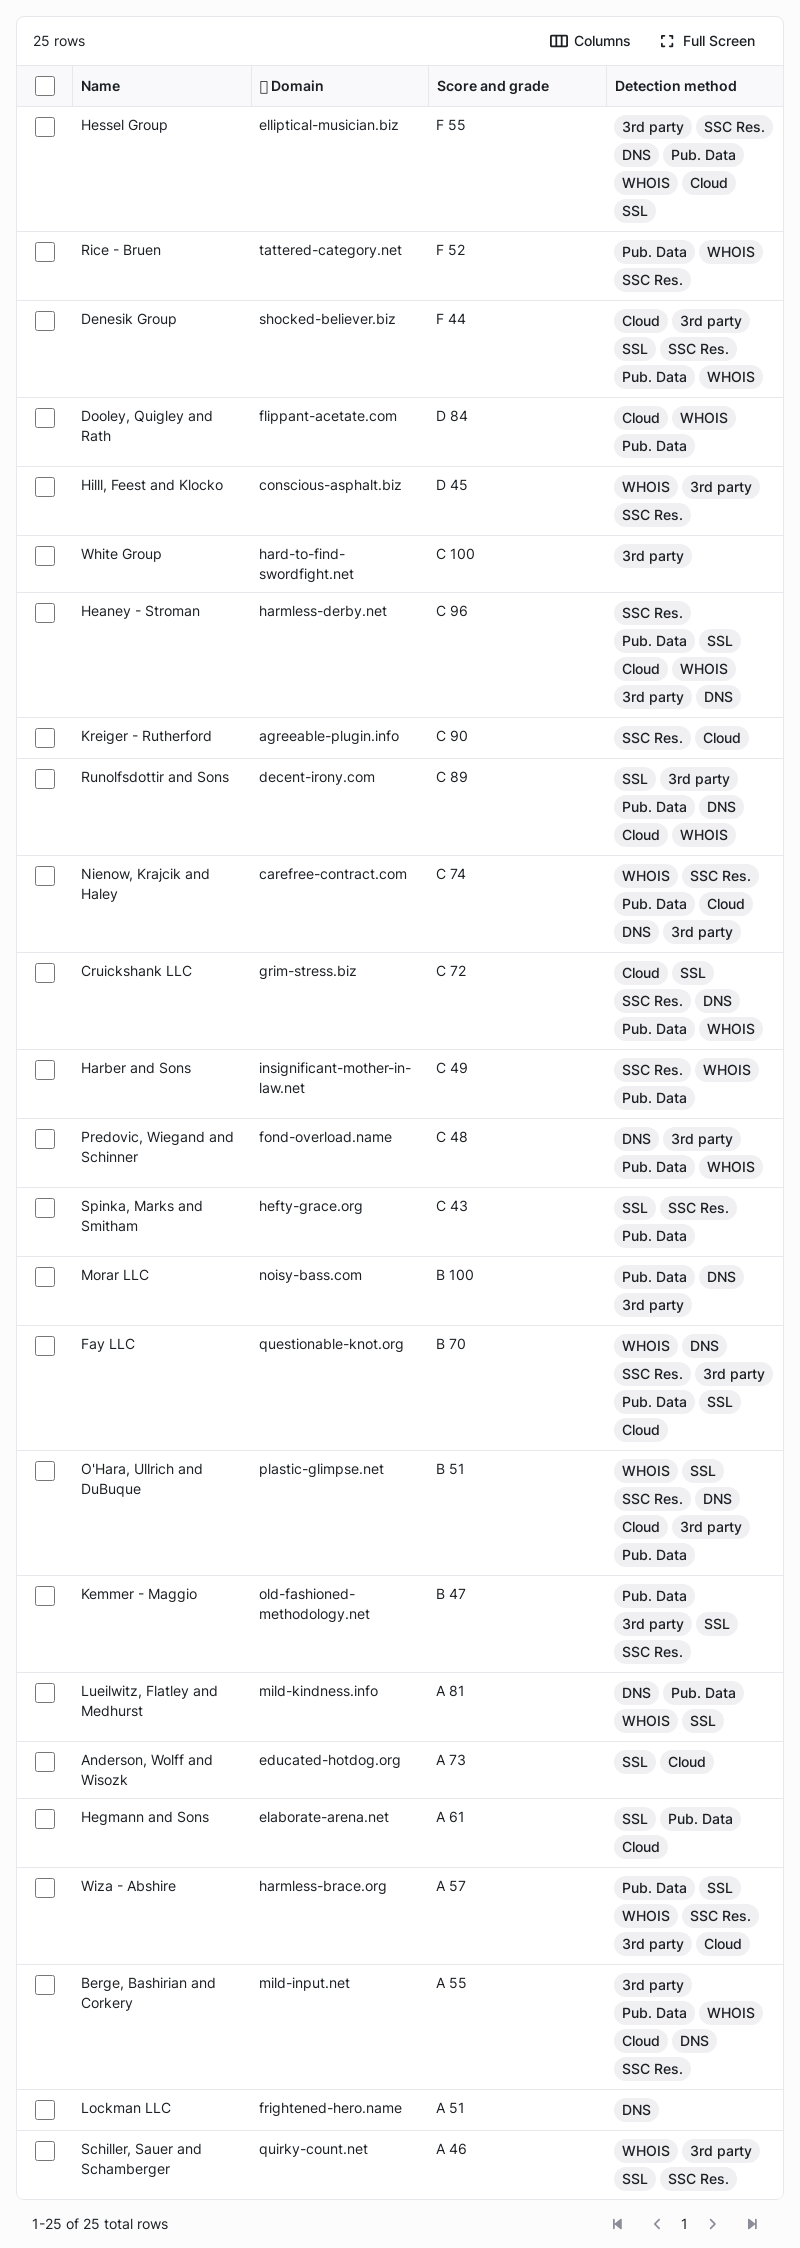 25 rows
Columns
Full Screen
Name
Domain
Score and grade
Detection method
Hessel Group
elliptical-musician.biz
F 55
3rd party SSC Res.
DNS Pub. Data
WHOIS Cloud
SSL
Rice - Bruen
tattered-category.net
F 52
Pub. Data WHOIS
SSC Res.
Denesik Group
shocked-believer.biz
F 44
Cloud 3rd party
SSL SSC Res.
Pub. Data WHOIS
Dooley, Quigley and
Rath
flippant-acetate.com
D 84
Cloud WHOIS
Pub. Data
Hilll, Feest and Klocko
conscious-asphalt.biz
D 45
WHOIS 3rd party
SSC Res.
White Group
hard-to-find-
swordfight.net
C 100
3rd party
Heaney - Stroman
harmless-derby.net
C 96
SSC Res.
Pub. Data SSL
Cloud WHOIS
3rd party DNS
Kreiger - Rutherford
agreeable-plugin.info
C 90
SSC Res. Cloud
Runolfsdottir and Sons
decent-irony.com
C 89
SSL 3rd party
Pub. Data DNS
Cloud WHOIS
Nienow, Krajcik and
Haley
carefree-contract.com
C 74
WHOIS SSC Res.
Pub. Data Cloud
DNS 3rd party
Cruickshank LLC
grim-stress.biz
C 72
Cloud SSL
SSC Res. DNS
Pub. Data WHOIS
Harber and Sons
insignificant-mother-in-
law.net
C 49
SSC Res. WHOIS
Pub. Data
Predovic, Wiegand and
Schinner
fond-overload.name
C 48
DNS 3rd party
Pub. Data WHOIS
Spinka, Marks and
Smitham
hefty-grace.org
C 43
SSL SSC Res.
Pub. Data
Morar LLC
noisy-bass.com
B 100
Pub. Data DNS
3rd party
Fay LLC
questionable-knot.org
B 70
WHOIS DNS
SSC Res. 3rd party
Pub. Data SSL
Cloud
O'Hara, Ullrich and
DuBuque
plastic-glimpse.net
B 51
WHOIS SSL
SSC Res. DNS
Cloud 3rd party
Pub. Data
Kemmer - Maggio
old-fashioned-
methodology.net
B 47
Pub. Data
3rd party SSL
SSC Res.
Lueilwitz, Flatley and
Medhurst
mild-kindness.info
A 81
DNS Pub. Data
WHOIS SSL
Anderson, Wolff and
Wisozk
educated-hotdog.org
A 73
SSL Cloud
Hegmann and Sons
elaborate-arena.net
A 61
SSL Pub. Data
Cloud
Wiza - Abshire
harmless-brace.org
A 57
Pub. Data SSL
WHOIS SSC Res.
3rd party Cloud
Berge, Bashirian and
Corkery
mild-input.net
A 55
3rd party
Pub. Data WHOIS
Cloud DNS
SSC Res.
Lockman LLC
frightened-hero.name
A 51
DNS
Schiller, Sauer and
Schamberger
quirky-count.net
A 46
WHOIS 3rd party
SSL SSC Res.
1-25 of 25 total rows
1